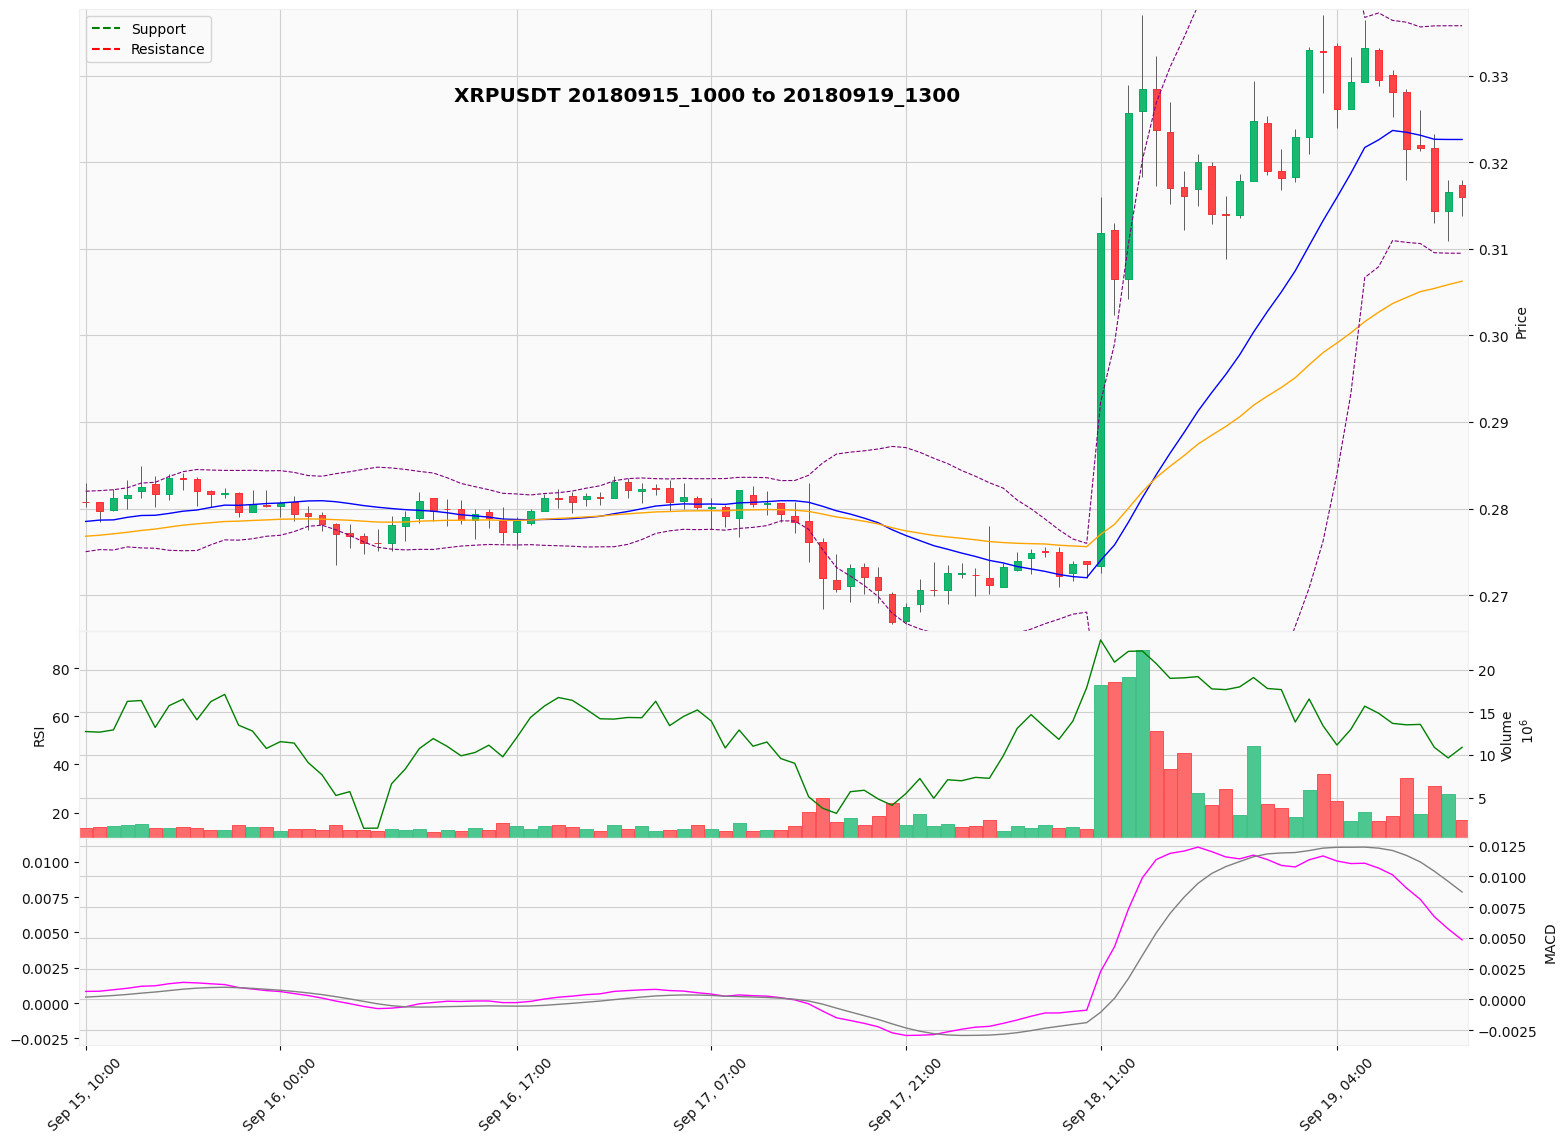 Support
Resistance
XRPUSDT 20180915_1000 to 20180919_1300
0.33
0.32
0.31
0.30
0.29
0.28
0.27
Price
80
60
40
20
RSI
20
15
10
5
Volume
10^6
0.0100
0.0075
0.0050
0.0025
0.0000
−0.0025
0.0125
0.0100
0.0075
0.0050
0.0025
0.0000
−0.0025
MACD
Sep 15, 10:00
Sep 16, 00:00
Sep 16, 17:00
Sep 17, 07:00
Sep 17, 21:00
Sep 18, 11:00
Sep 19, 04:00